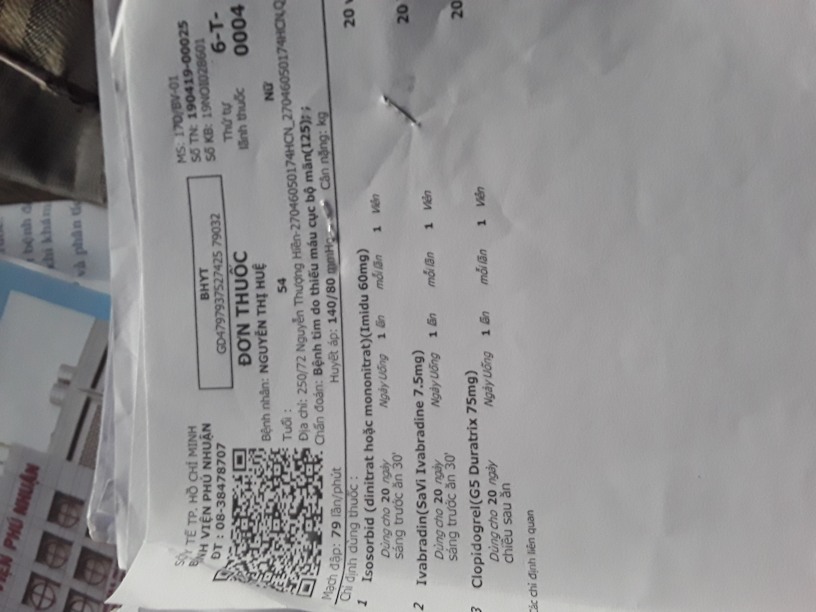 VIỆN PHÚ NHUẬN
bệnh
khi khám
và phân
SỞ Y TẾ TP. HỒ CHÍ MINH
BỆNH VIỆN PHÚ NHUẬN
ĐT : 08-38478707
BHYT
GD4797937527425 79032
MS: 17D/BV-01
Số TN: 190419-00025
Số KB: 19NOI028601
Thứ tự
lãnh thuốc
6-T-
0004
ĐƠN THUỐC
Bệnh nhân: NGUYỄN THỊ HUỆ
Tuổi : 54 Nữ
Địa chỉ: 250/72 Nguyễn Thượng Hiền-27046050174HCN_27046050174HCN,Q
Chẩn đoán: Bệnh tim do thiếu máu cục bộ mãn(I25); ;
Mạch đập: 79 lần/phút Huyết áp: 140/80 mmHg Cân nặng: kg
Chỉ định dùng thuốc :
1 Isosorbid (dinitrat hoặc mononitrat)(Imidu 60mg) 20
Dùng cho 20 ngày Ngày Uống 1 lần mỗi lần 1 Viên
sáng trước ăn 30'
2 Ivabradin(SaVi Ivabradine 7.5mg) 20
Dùng cho 20 ngày Ngày Uống 1 lần mỗi lần 1 Viên
sáng trước ăn 30'
3 Clopidogrel(G5 Duratrix 75mg) 20
Dùng cho 20 ngày Ngày Uống 1 lần mỗi lần 1 Viên
chiều sau ăn
Các chỉ định liên quan